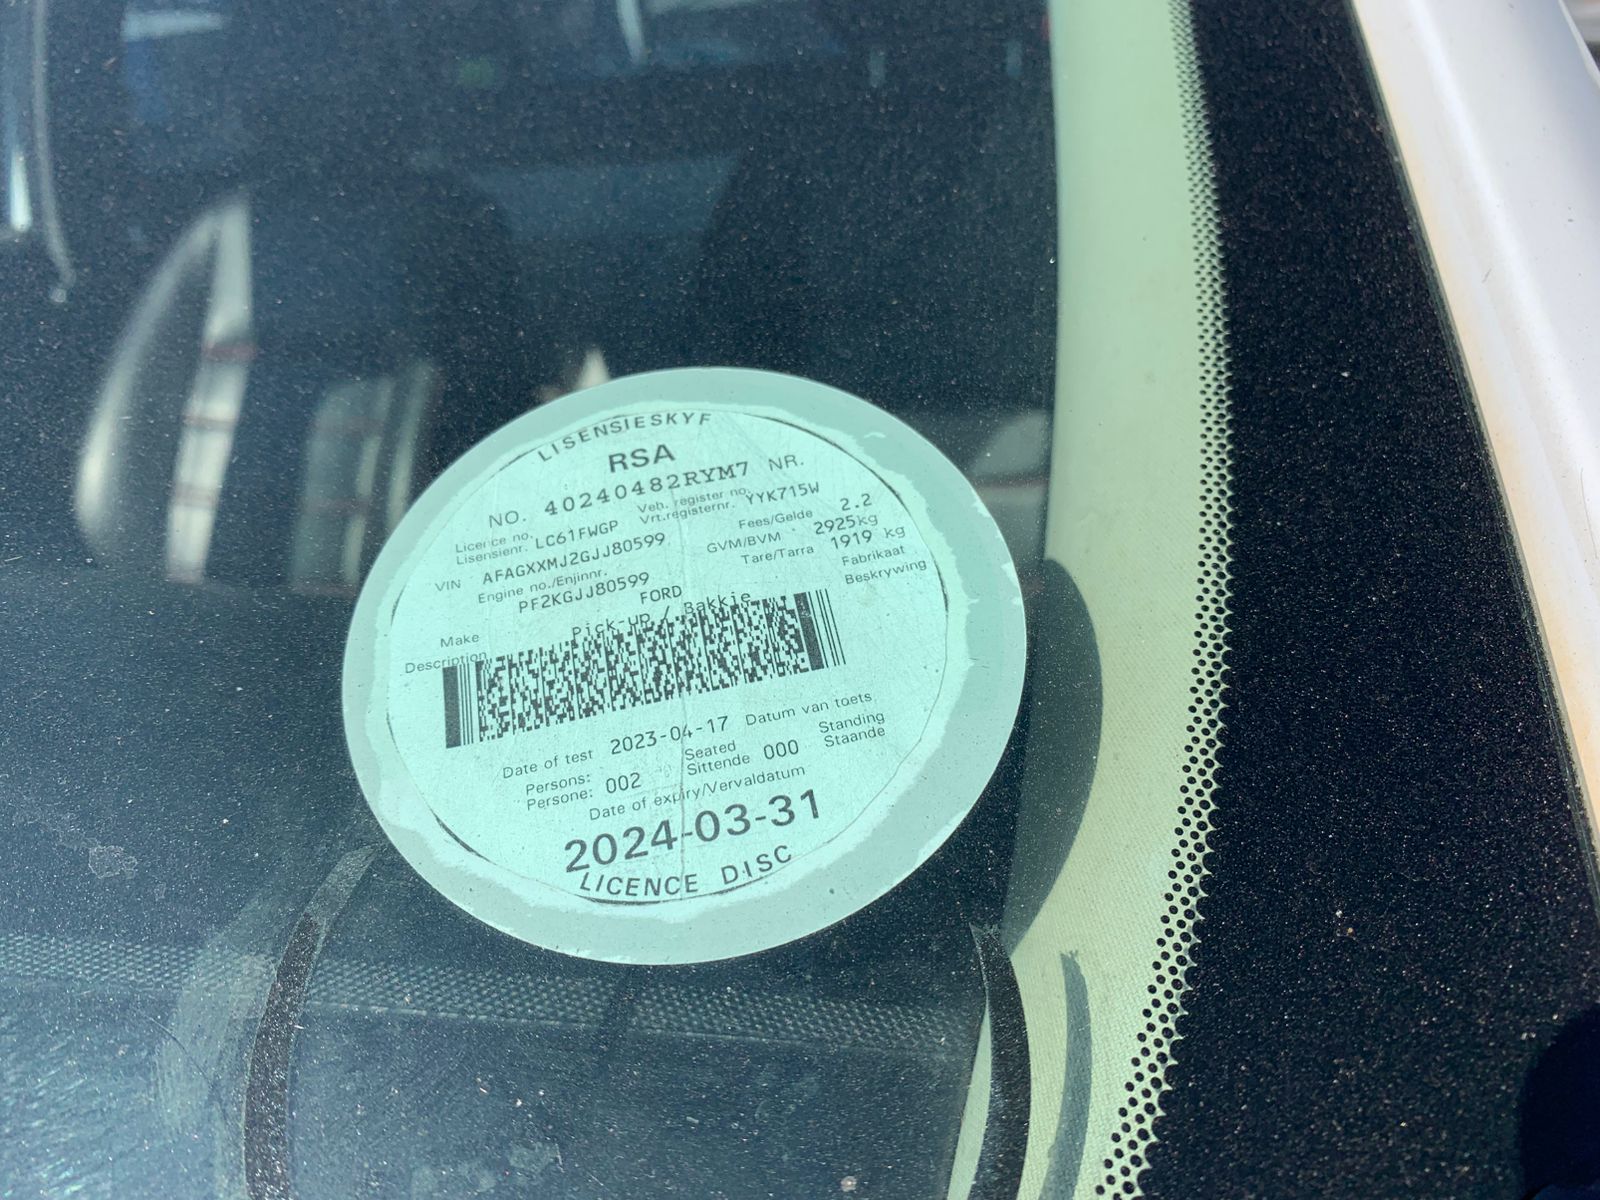 LISENSIESKYF
RSA
NO. 40240482RYM7 NR.
Licence no. Lisensienr. LC61FWGP Veh. register no. Vrt.registernr. YYK715W
VIN AFAGXXMJ2GJJ80599 Fees/Gelde 2.2
Engine no./Enjinnr. GVM/BVM 2925kg
PF2KGJJ80599 Tare/Tarra 1919 kg
Make FORD Fabrikaat
Description Pick-up / Bakkie Beskrywing
Date of test 2023-04-17 Datum van toets
Persons: Persone: 002 Seated Sittende 000 Standing Staande
Date of expiry/Vervaldatum
2024-03-31
LICENCE DISC